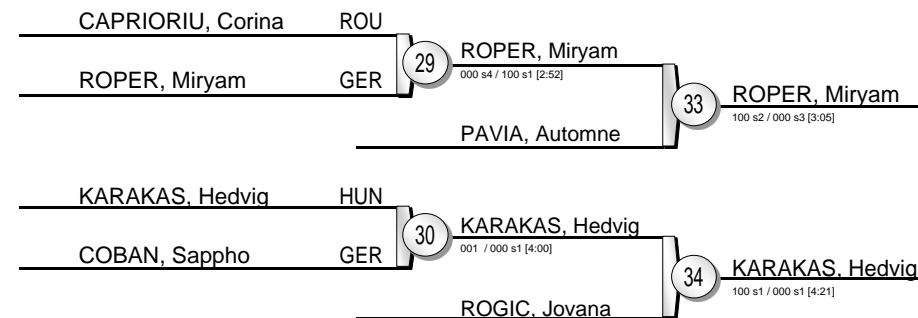 CAPRIORIU, Corina ROU
ROPER, Miryam GER
29
ROPER, Miryam
000 s4 / 100 s1 [2:52]
PAVIA, Automne
33
ROPER, Miryam
100 s2 / 000 s3 [3:05]
KARAKAS, Hedvig HUN
COBAN, Sappho GER
30
KARAKAS, Hedvig
001 / 000 s1 [4:00]
ROGIC, Jovana
34
KARAKAS, Hedvig
100 s1 / 000 s1 [4:21]